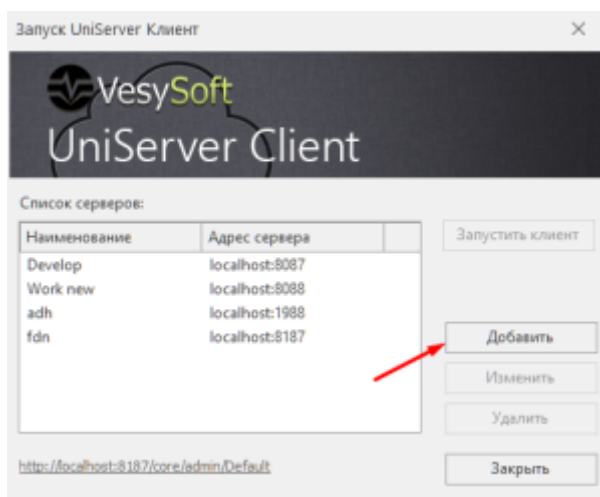 Запуск UniServer Клиент
VesySoft
UniServer Client
Список серверов:
Наименование Адрес сервера
Запустить клиент
Develop localhost:8087
Work new localhost:8088
adh localhost:1988
fdn localhost:8187
Добавить
Изменить
Удалить
http://localhost:8187/core/admin/Default
Закрыть